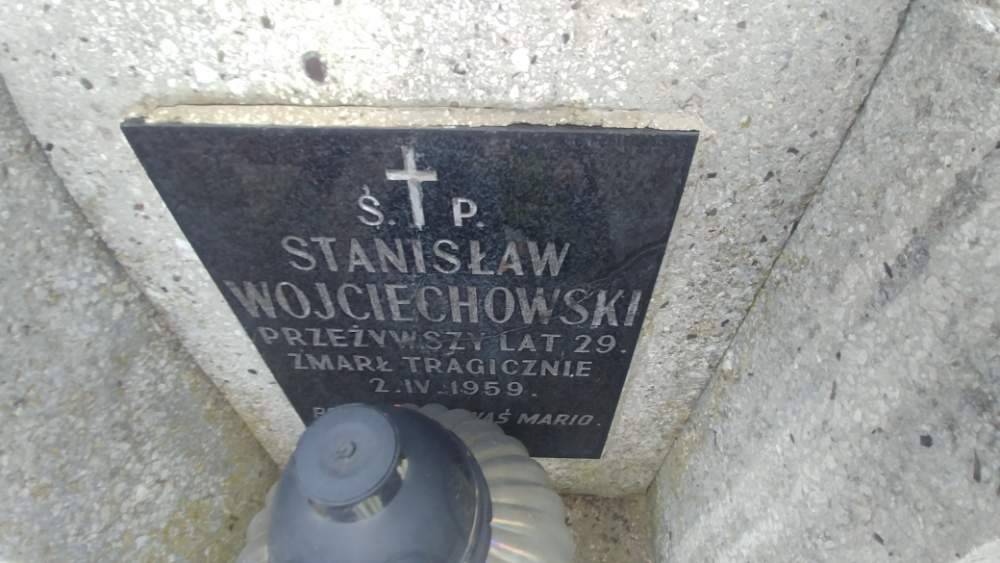 Ś. P.
STANISŁAW
WOJCIECHOWSKI
PRZEŻYWSZY LAT 29.
ZMARŁ TRAGICZNIE
2.IV.1959.
MARIO.